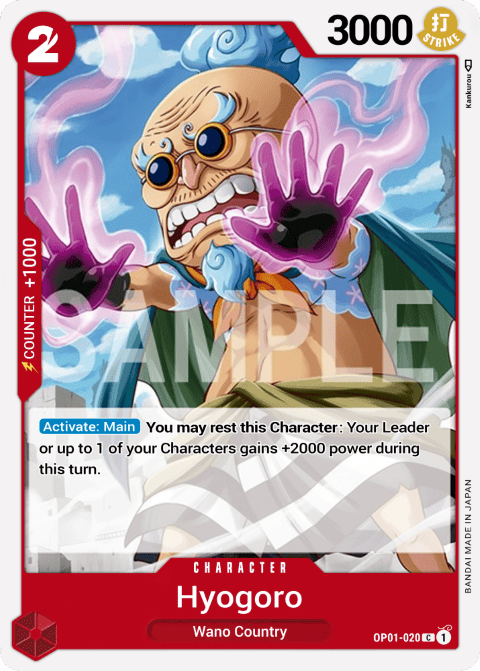 2
3000
打
STRIKE
Kankurou
COUNTER +1000
SAMPLE
Activate: Main You may rest this Character: Your Leader
or up to 1 of your Characters gains +2000 power during
this turn.
BANDAI MADE IN JAPAN
CHARACTER
Hyogoro
Wano Country
OP01-020 C 1